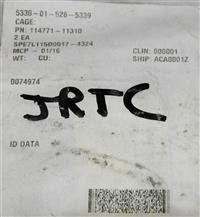 5330-01-528-5339
CAGE:
PN: 114771-11310
2 EA
SPE7L115D0017-4324
MCP - 01/16
WT: CU:
CLIN: 000001
SHIP: ACA0001Z
0074974
JRTC
ID DATA